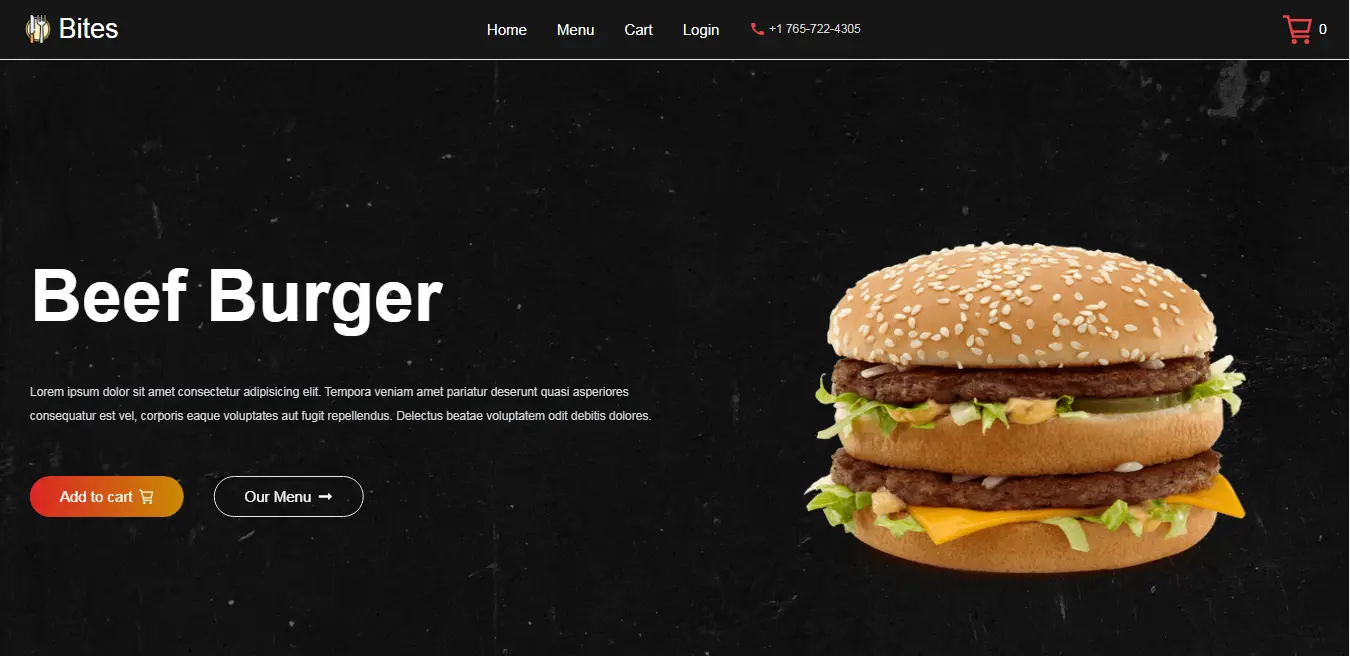 Bites
Home Menu Cart Login +1 765-722-4305
0
Beef Burger
Lorem ipsum dolor sit amet consectetur adipisicing elit. Tempora veniam amet pariatur deserunt quasi asperiores
consequatur est vel, corporis eaque voluptates aut fugit repellendus. Delectus beatae voluptatem odit debitis dolores.
Add to cart
Our Menu